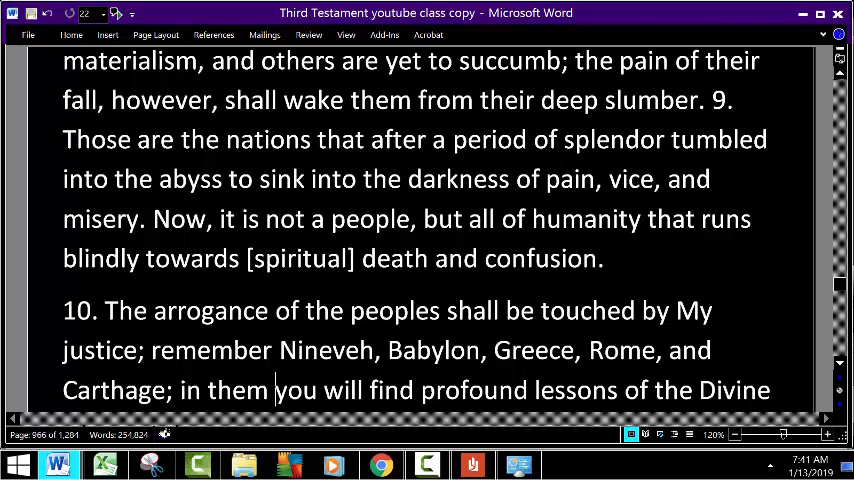 22
Third Testament youtube class copy - Microsoft Word
File Home Insert Page Layout References Mailings Review View Add-Ins Acrobat
materialism, and others are yet to succumb; the pain of their
fall, however, shall wake them from their deep slumber. 9.
Those are the nations that after a period of splendor tumbled
into the abyss to sink into the darkness of pain, vice, and
misery. Now, it is not a people, but all of humanity that runs
blindly towards [spiritual] death and confusion.
10. The arrogance of the peoples shall be touched by My
justice; remember Nineveh, Babylon, Greece, Rome, and
Carthage; in them you will find profound lessons of the Divine
Page: 966 of 1,284 Words: 254,824 120%
7:41 AM
1/13/2019